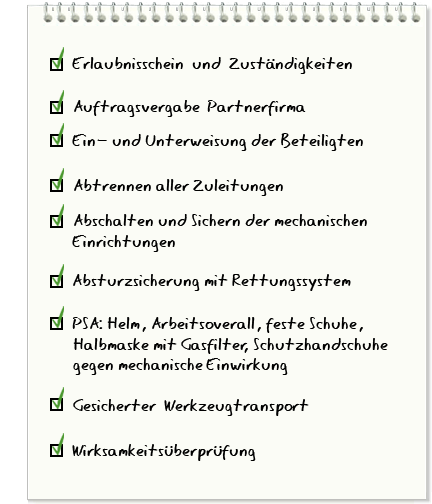 Erlaubnisschein und Zuständigkeiten
Auftragsvergabe Partnerfirma
Ein- und Unterweisung der Beteiligten
Abtrennen aller Zuleitungen
Abschalten und Sichern der mechanischen
Einrichtungen
Absturzsicherung mit Rettungssystem
PSA: Helm, Arbeitsoverall, feste Schuhe,
Halbmaske mit Gasfilter, Schutzhandschuhe
gegen mechanische Einwirkung
Gesicherter Werkzeugtransport
Wirksamkeitsüberprüfung